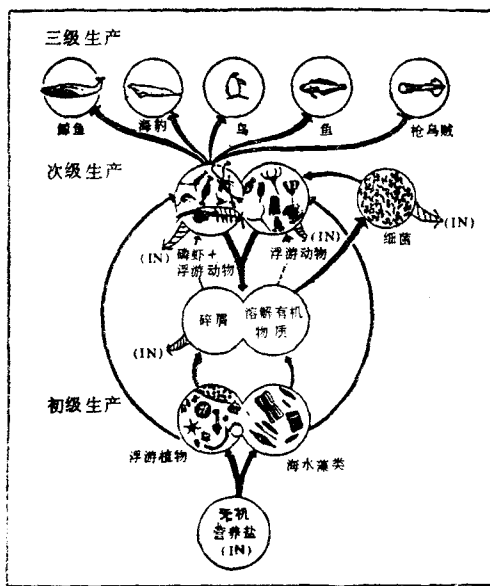 三级生产
鲸鱼
海豹
鸟
鱼
枪乌贼
次级生产
(IN)
细菌
(IN)
(IN)
磷虾+
浮游动物
浮游动物
碎屑
溶解有机
物质
(IN)
初级生产
浮游植物
海水藻类
无机
营养盐
(IN)